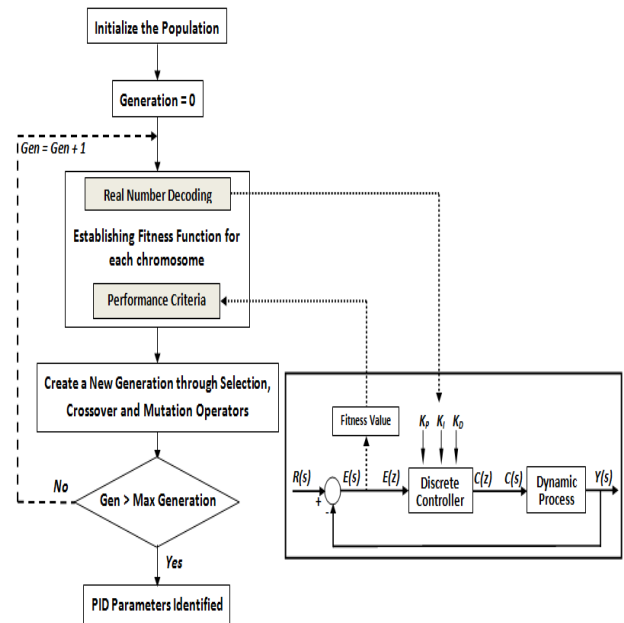 Initialize the Population
Generation = 0
Gen = Gen + 1
Real Number Decoding
Establishing Fitness Function for
each chromosome
Performance Criteria
Create a New Generation through Selection,
Crossover and Mutation Operators
No
Gen > Max Generation
Yes
PID Parameters Identified
Fitness Value
K_P K_I K_D
R(s)
+
-
E(s)
E(z)
Discrete
Controller
C(z)
C(s)
Dynamic
Process
Y(s)